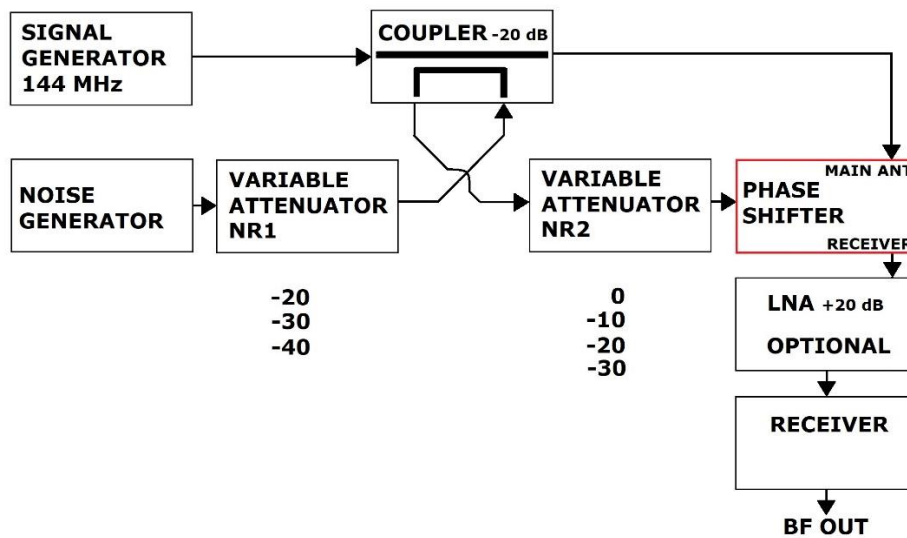 SIGNAL
GENERATOR
144 MHz
COUPLER -20 dB
NOISE
GENERATOR
VARIABLE
ATTENUATOR
NR1
VARIABLE
ATTENUATOR
NR2
MAIN ANT
PHASE
SHIFTER
RECEIVER
-20
-30
-40
0
-10
-20
-30
LNA +20 dB
OPTIONAL
RECEIVER
BF OUT